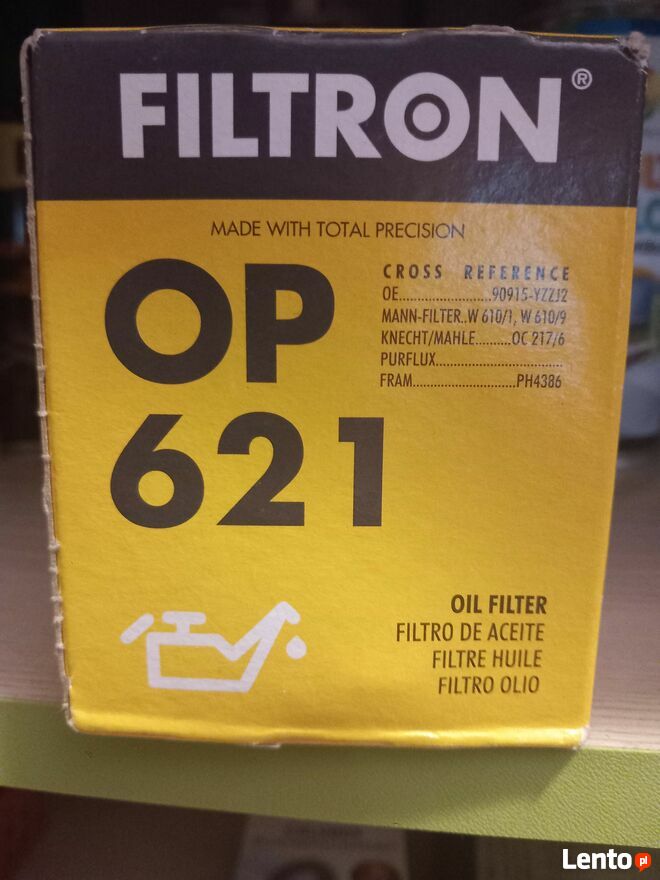 FILTRON®
MADE WITH TOTAL PRECISION
OP
621
CROSS REFERENCE
OE.........................90915-YZZJ2
MANN-FILTER..W 610/1, W 610/9
KNECHT/MAHLE..........OC 217/6
PURFLUX..................................
FRAM............................PH4386
OIL FILTER
FILTRO DE ACEITE
FILTRE HUILE
FILTRO OLIO
Lento.pl